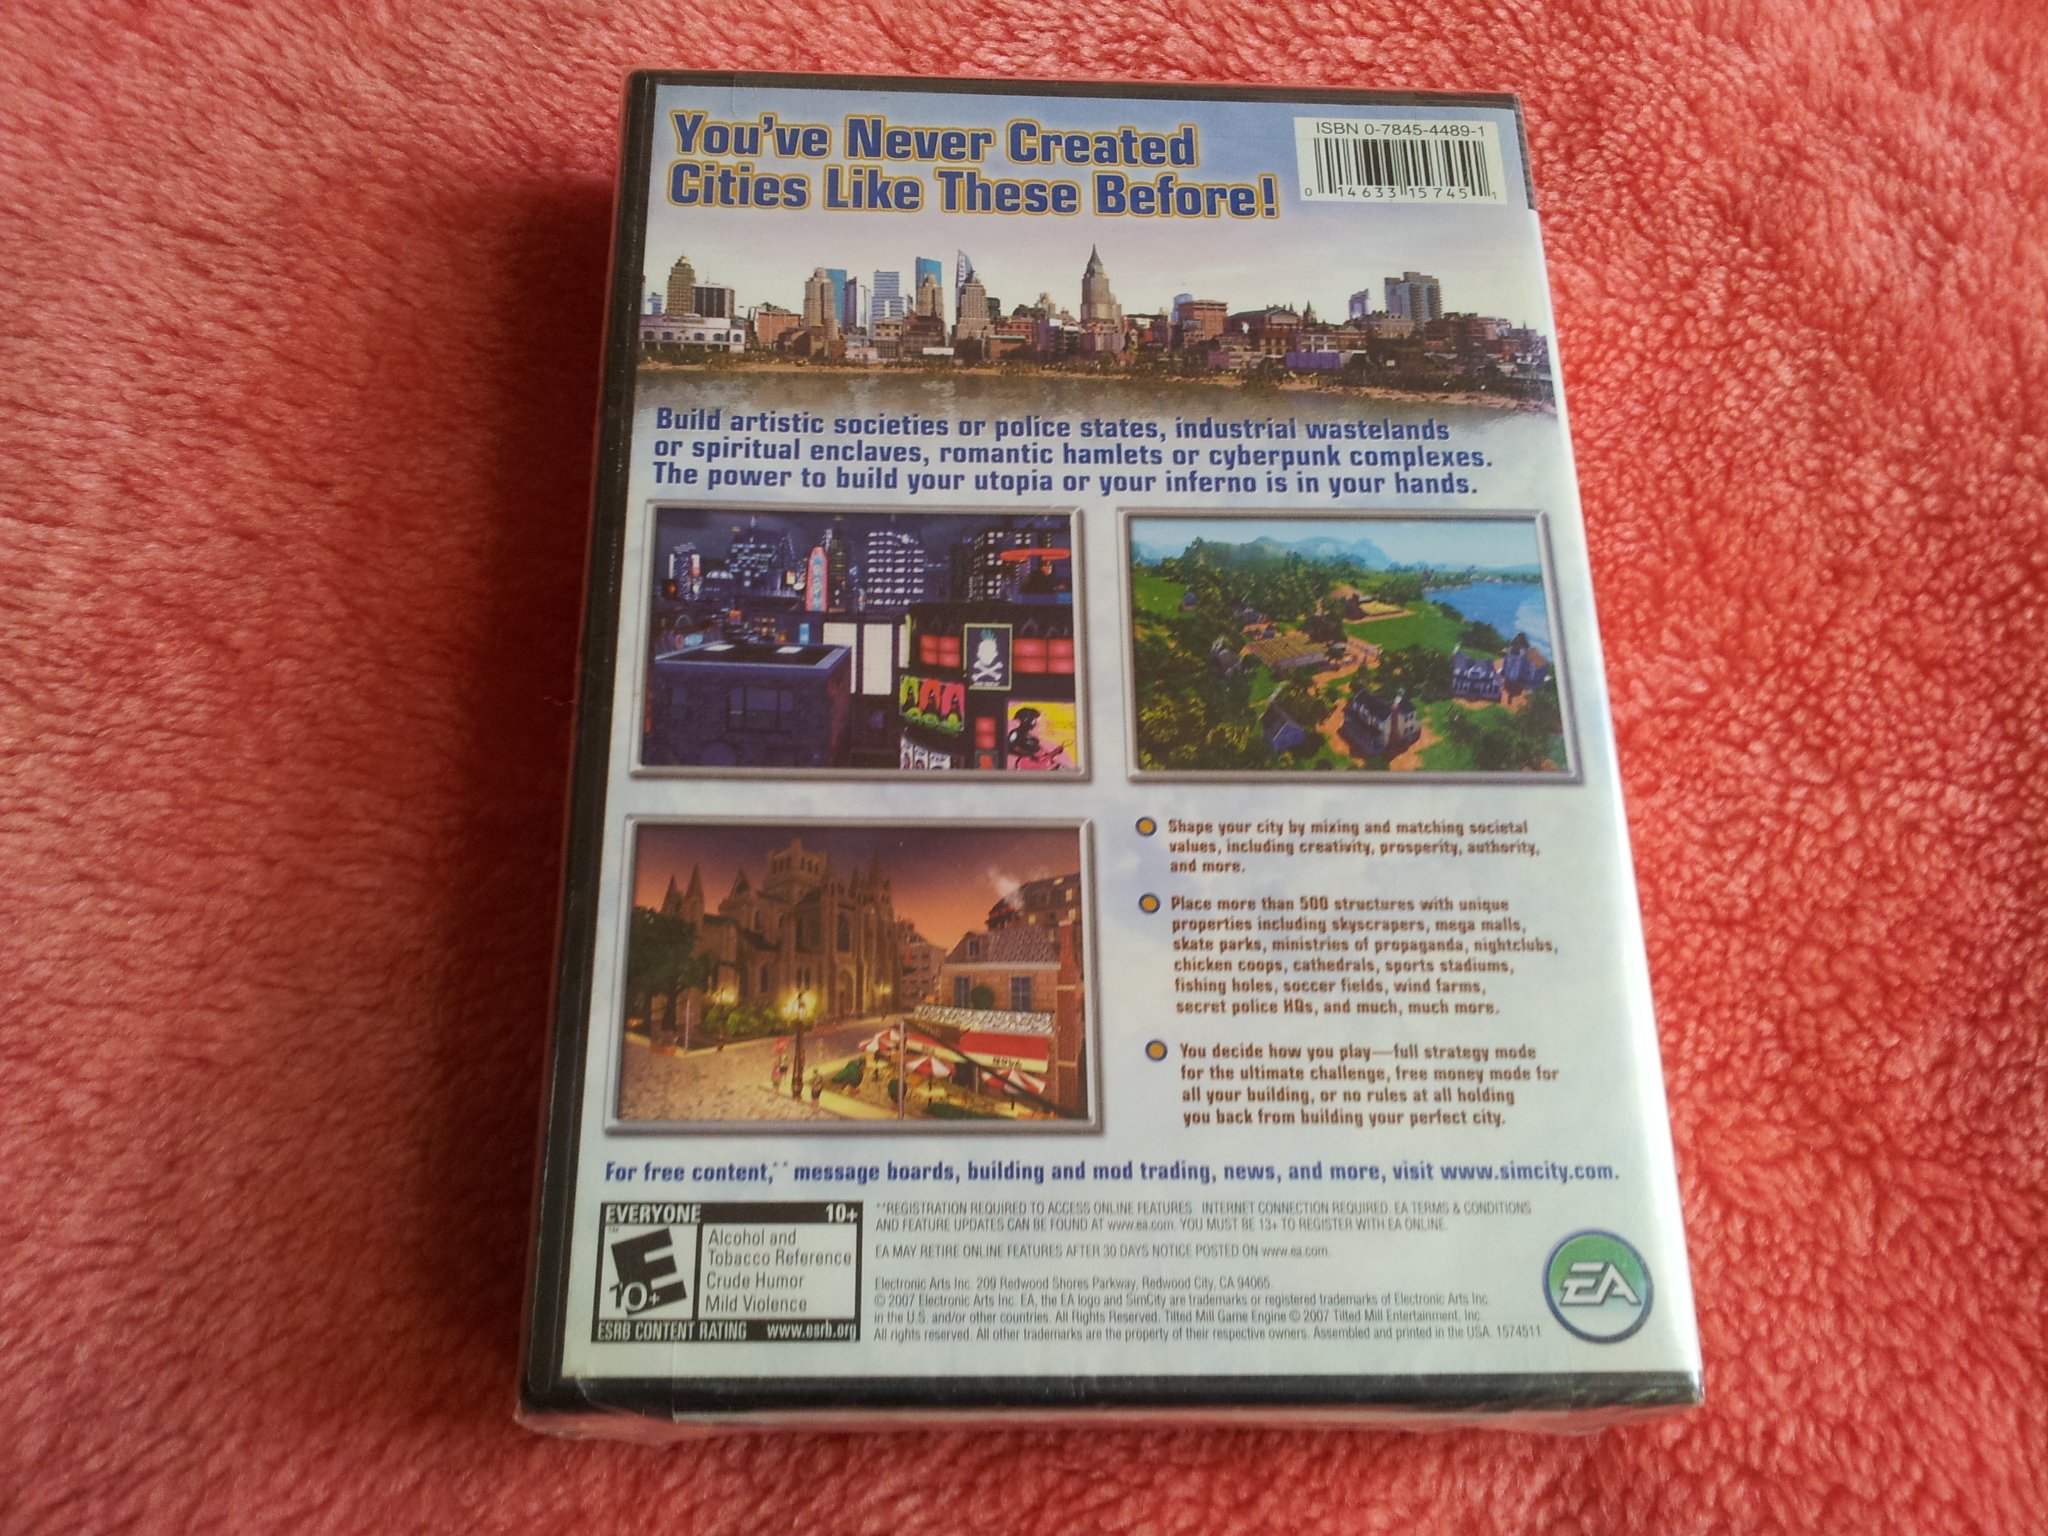 You've Never Created
Cities Like These Before!
ISBN 0-7845-4489-1
0 14633 15745 1
Build artistic societies or police states, industrial wastelands
or spiritual enclaves, romantic hamlets or cyberpunk complexes.
The power to build your utopia or your inferno is in your hands.
Shape your city by mixing and matching societal
values, including creativity, prosperity, authority,
and more.
Place more than 500 structures with unique
properties including skyscrapers, mega malls,
skate parks, ministries of propaganda, nightclubs,
chicken coops, cathedrals, sports stadiums,
fishing holes, soccer fields, wind farms,
secret police HQs, and much, much more.
You decide how you play—full strategy mode
for the ultimate challenge, free money mode for
all your building, or no rules at all holding
you back from building your perfect city.
For free content,** message boards, building and mod trading, news, and more, visit www.simcity.com.
EVERYONE 10+
E
10+
Alcohol and
Tobacco Reference
Crude Humor
Mild Violence
ESRB CONTENT RATING www.esrb.org
**REGISTRATION REQUIRED TO ACCESS ONLINE FEATURES. INTERNET CONNECTION REQUIRED. EA TERMS & CONDITIONS
AND FEATURE UPDATES CAN BE FOUND AT www.ea.com. YOU MUST BE 13+ TO REGISTER WITH EA ONLINE.
EA MAY RETIRE ONLINE FEATURES AFTER 30 DAYS NOTICE POSTED ON www.ea.com.
Electronic Arts Inc. 209 Redwood Shores Parkway, Redwood City, CA 94065.
© 2007 Electronic Arts Inc. EA, the EA logo and SimCity are trademarks or registered trademarks of Electronic Arts Inc.
in the U.S. and/or other countries. All Rights Reserved. Tilted Mill Game Engine © 2007 Tilted Mill Entertainment, Inc.
All rights reserved. All other trademarks are the property of their respective owners. Assembled and printed in the USA. 1574511
EA